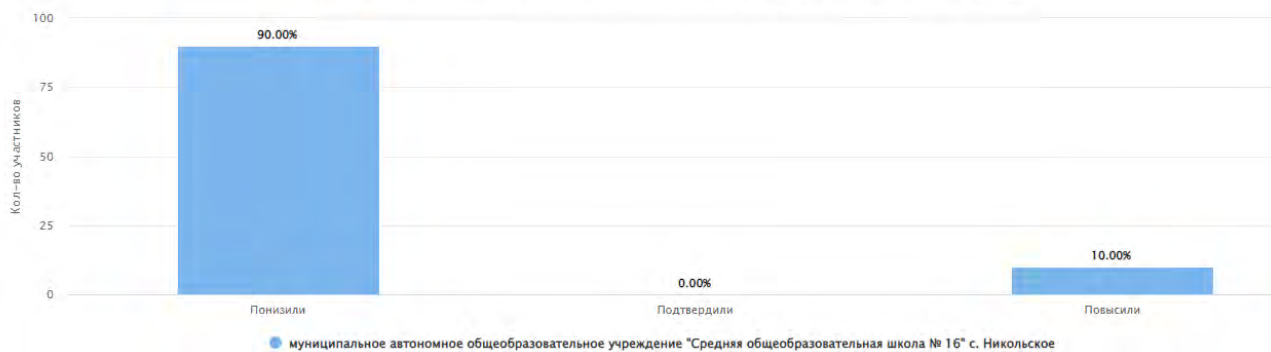 Кол-во участников
100
75
50
25
0
90.00%
0.00%
10.00%
Понизили
Подтвердили
Повысили
муниципальное автономное общеобразовательное учреждение "Средняя общеобразовательная школа № 16" с. Никольское